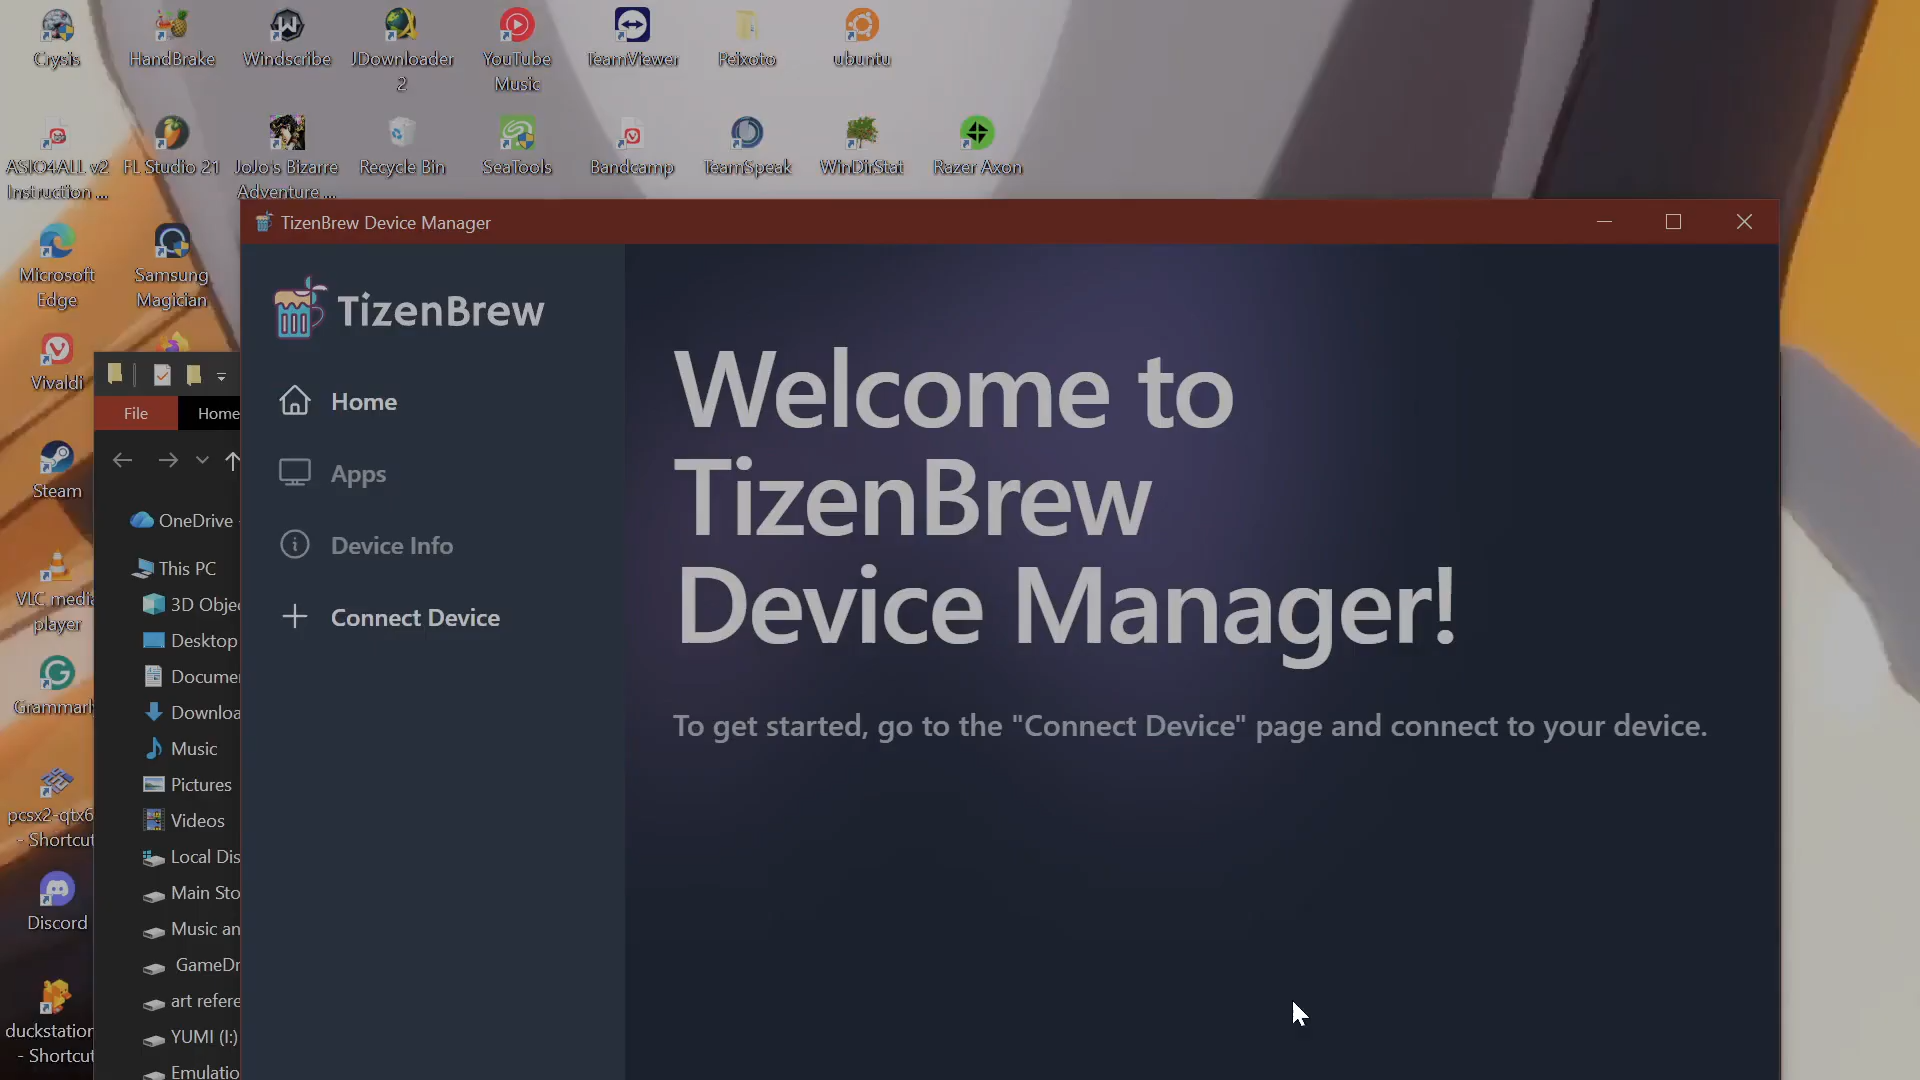 Crysis
HandBrake
Windscribe
JDownloader
2
YouTube
Music
TeamViewer
Peixoto
ubuntu
ASIO4ALL v2
Instruction ...
FL Studio 21
JoJo's Bizarre
Adventure ...
Recycle Bin
SeaTools
Bandcamp
TeamSpeak
WinDirStat
Razer Axon
Microsoft
Edge
Samsung
Magician
Vivaldi
Steam
VLC media
player
Grammarl
pcsx2-qtx6
- Shortcut
Discord
duckstation
- Shortcut
File
Home
OneDrive
This PC
3D Obje
Desktop
Docume
Downloa
Music
Pictures
Videos
Local Dis
Main Sto
Music an
GameDr
art refere
YUMI (I:)
Emulatio
TizenBrew Device Manager
TizenBrew
Home
Apps
Device Info
Connect Device
Welcome to
TizenBrew
Device Manager!
To get started, go to the "Connect Device" page and connect to your device.